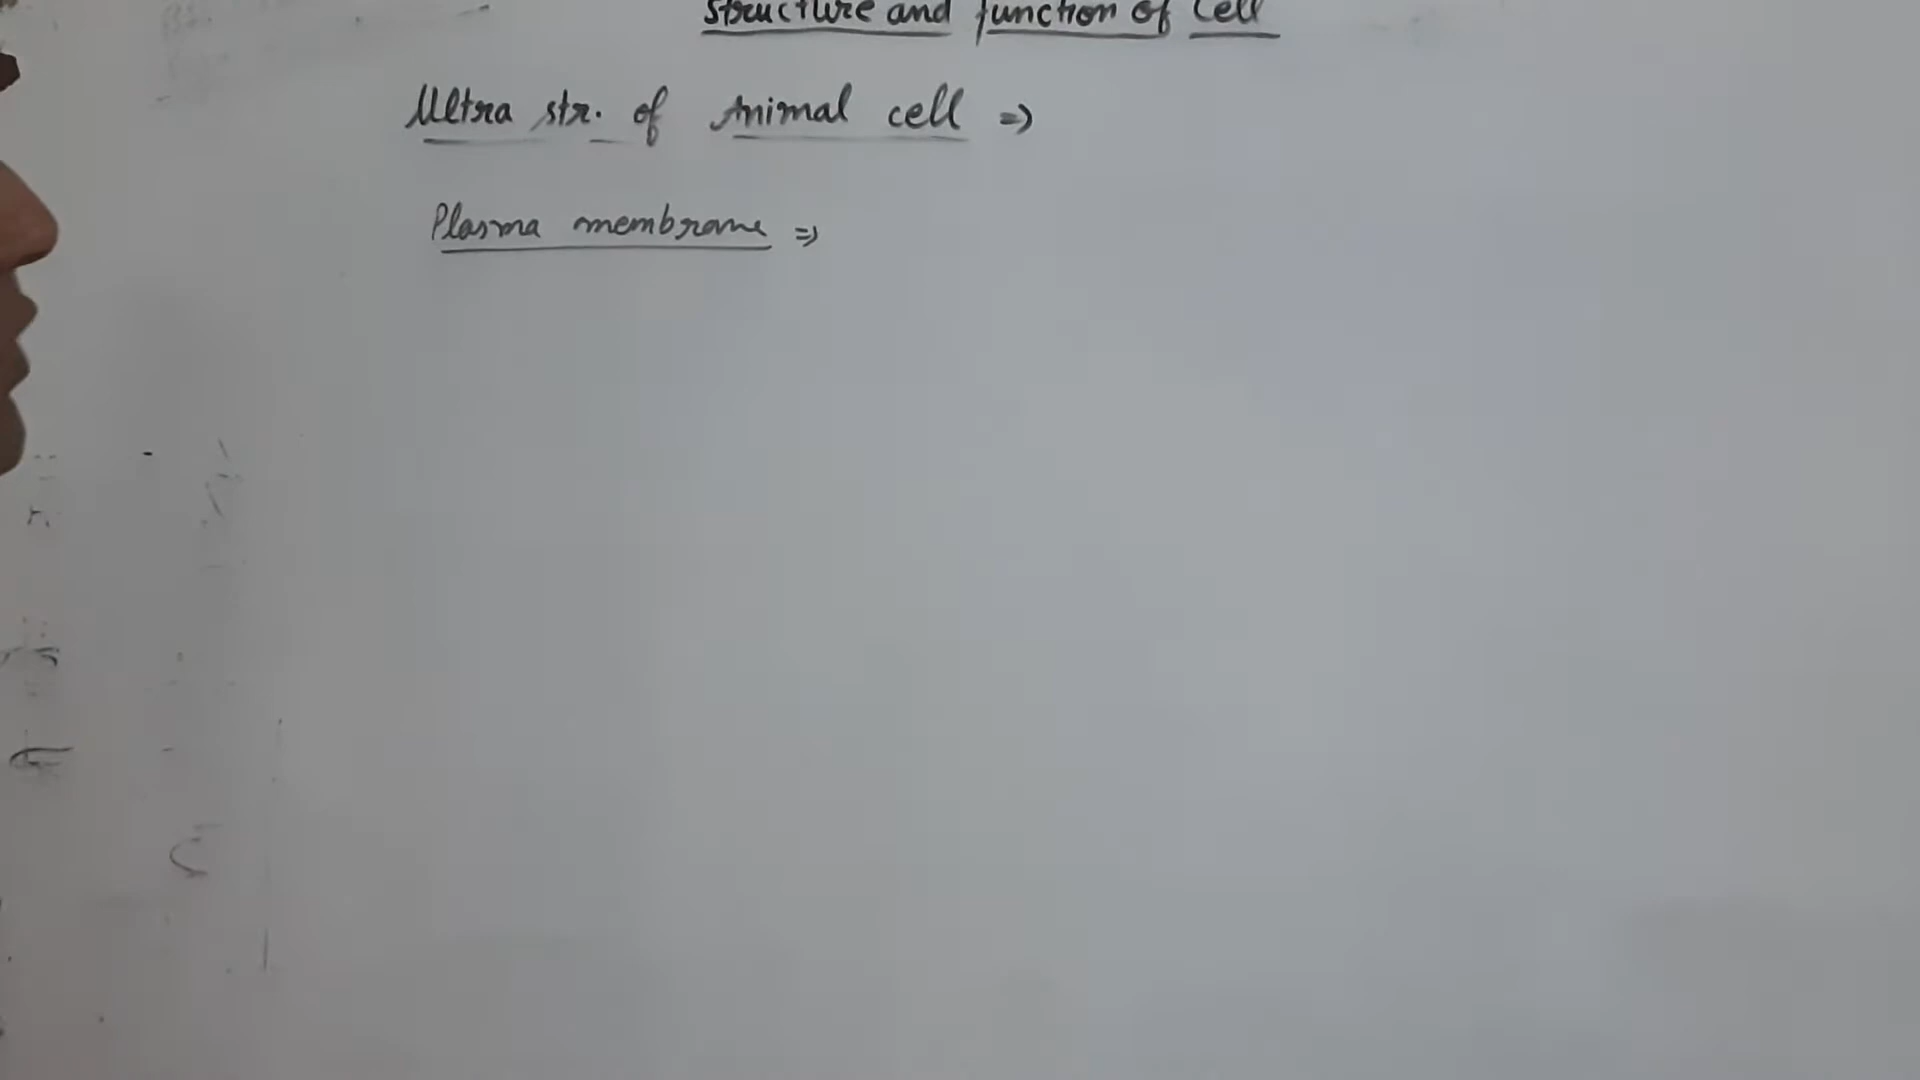 Structure and function of Cell
Ultra str. of Animal cell ⇒
Plasma membrane ⇒